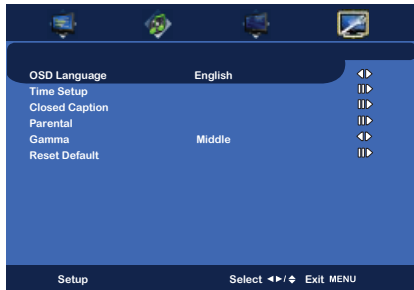 OSD Language English
Time Setup
Closed Caption
Parental
Gamma Middle
Reset Default
Setup Select ◄►/◆ Exit MENU